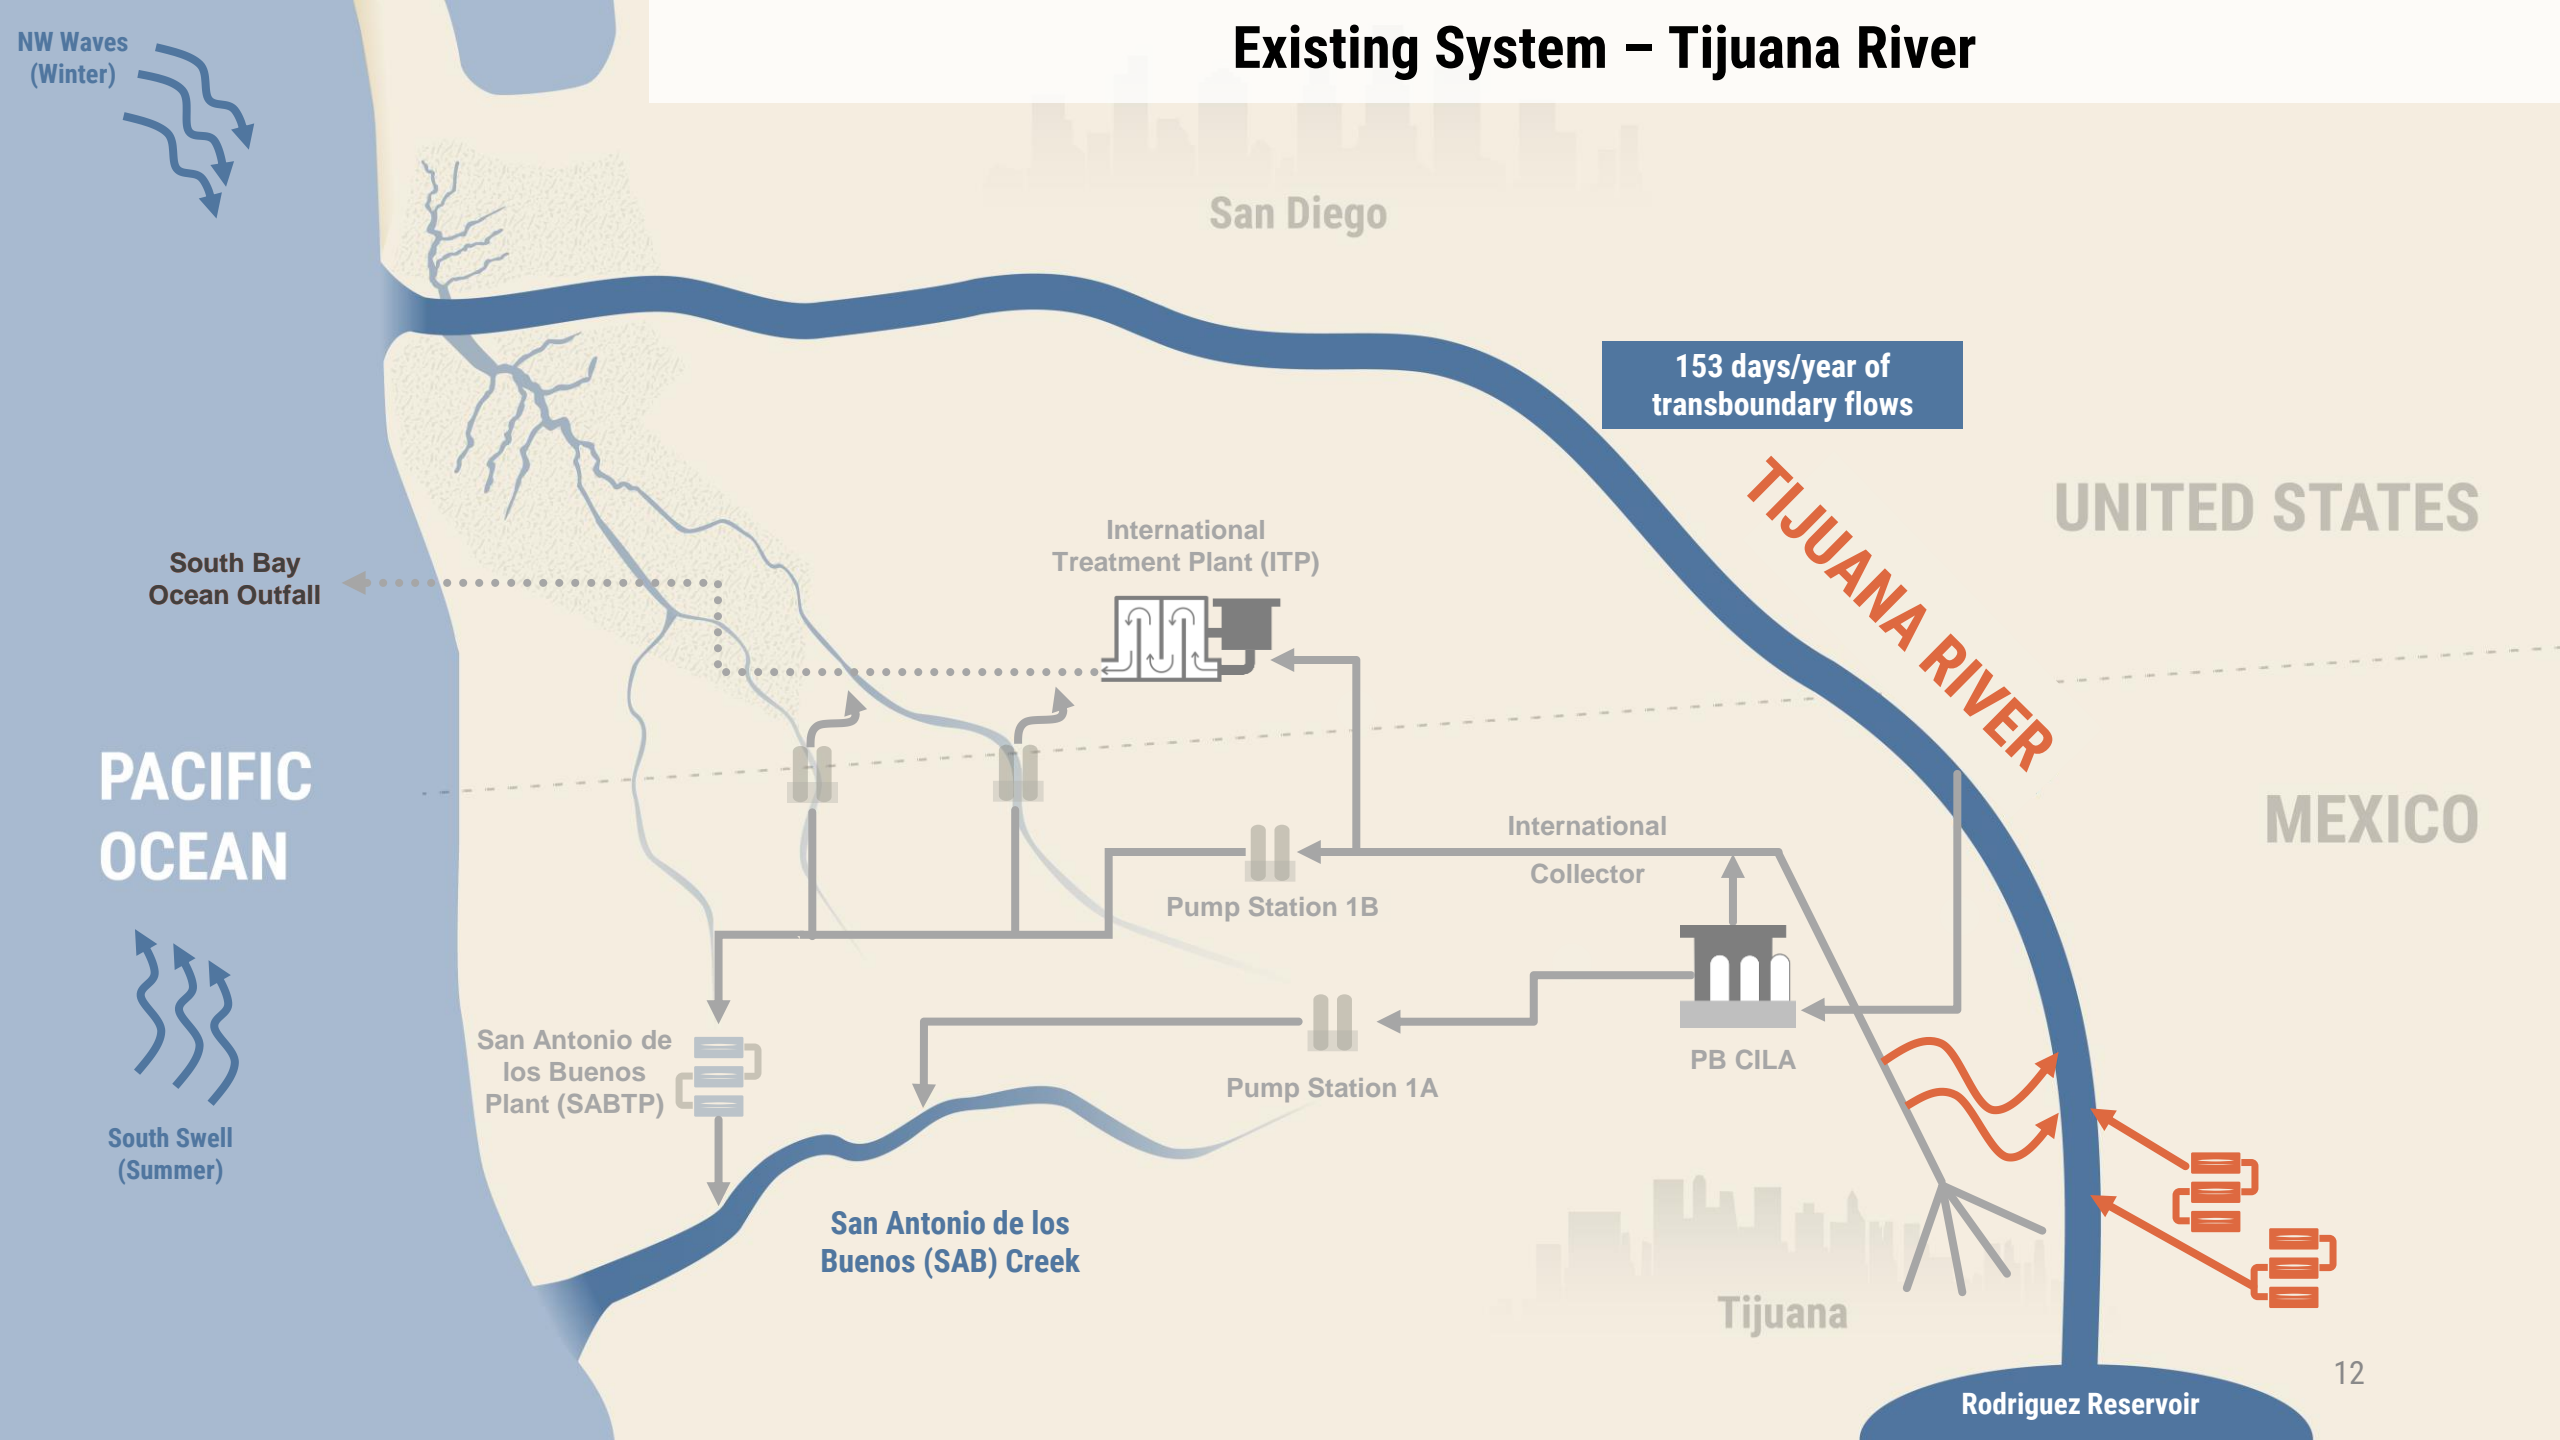 Existing System – Tijuana River
NW Waves
(Winter)
San Diego
153 days/year of
transboundary flows
TIJUANA RIVER
UNITED STATES
International
Treatment Plant (ITP)
South Bay
Ocean Outfall
PACIFIC
OCEAN
MEXICO
International
Collector
Pump Station 1B
San Antonio de
los Buenos
Plant (SABTP)
PB CILA
Pump Station 1A
South Swell
(Summer)
San Antonio de los
Buenos (SAB) Creek
Tijuana
12
Rodriguez Reservoir